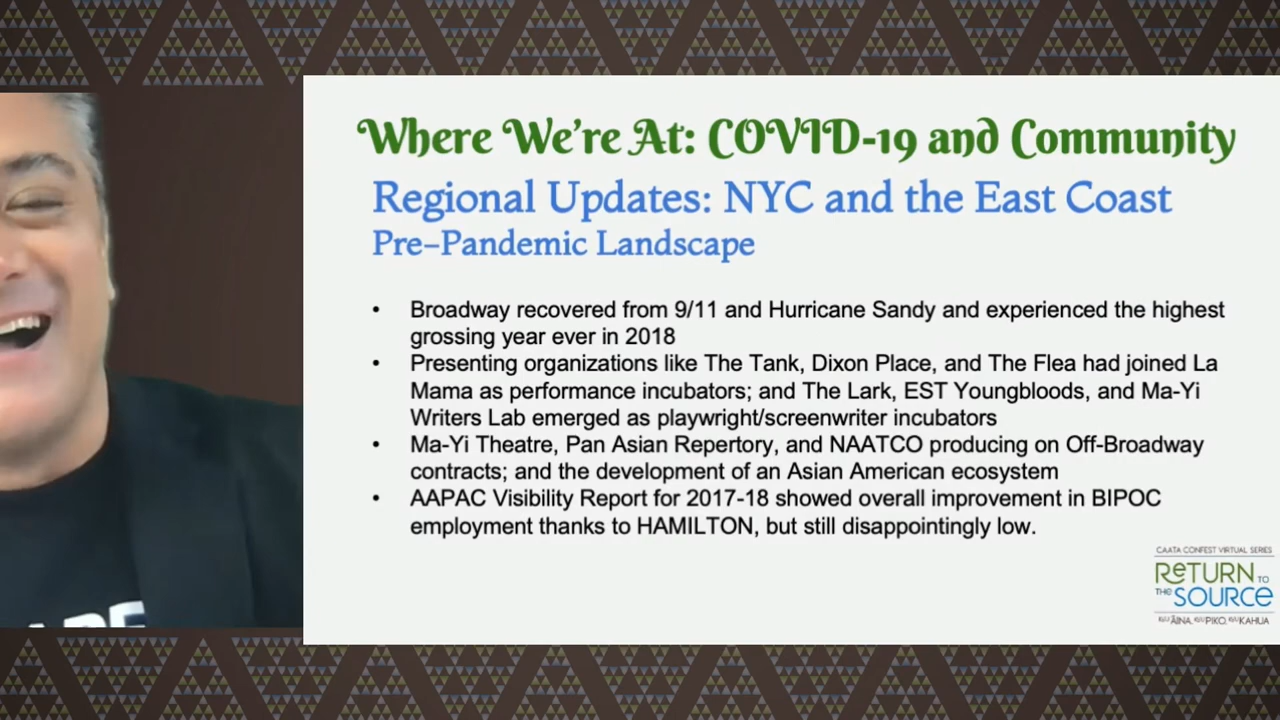 Where We're At: COVID-19 and Community
Regional Updates: NYC and the East Coast
Pre-Pandemic Landscape
• Broadway recovered from 9/11 and Hurricane Sandy and experienced the highest
grossing year ever in 2018
• Presenting organizations like The Tank, Dixon Place, and The Flea had joined La
Mama as performance incubators; and The Lark, EST Youngbloods, and Ma-Yi
Writers Lab emerged as playwright/screenwriter incubators
• Ma-Yi Theatre, Pan Asian Repertory, and NAATCO producing on Off-Broadway
contracts; and the development of an Asian American ecosystem
• AAPAC Visibility Report for 2017-18 showed overall improvement in BIPOC
employment thanks to HAMILTON, but still disappointingly low.
CAATA CONFEST VIRTUAL SERIES
ReTURN TO
THE SOURCE
ĀINA, PIKO, KAHUA